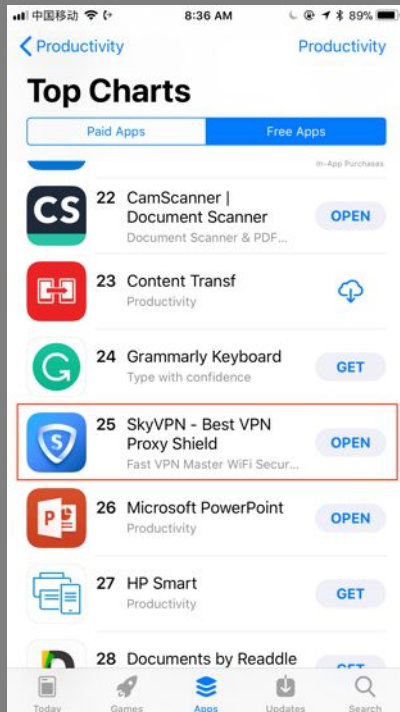 中国移动 8:36 AM 89%
Productivity Productivity
Top Charts
Paid Apps Free Apps
In-App Purchases
CS 22 CamScanner |
Document Scanner OPEN
Document Scanner & PDF...
23 Content Transf
Productivity
G 24 Grammarly Keyboard
Type with confidence GET
25 SkyVPN - Best VPN
S Proxy Shield OPEN
Fast VPN Master WiFi Secur...
P 26 Microsoft PowerPoint
Productivity OPEN
27 HP Smart
Productivity GET
28 Documents by Readdle
GET
Today Games Apps Updates Search